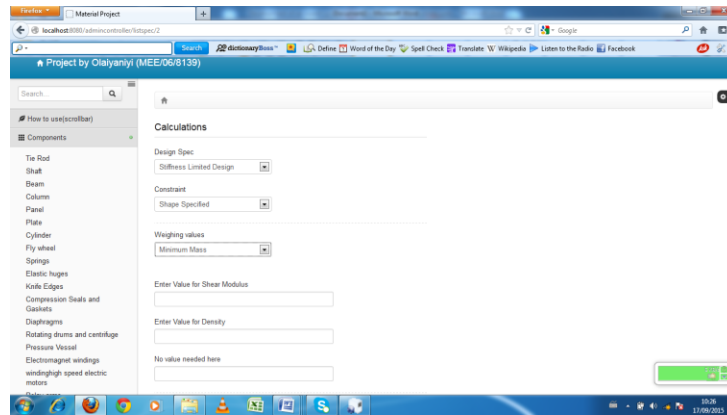 Firefox
Material Project
+
localhost:8080/admincontroller/listspec/2
Google
Search
dictionaryBoss
Define
Word of the Day
Spell Check
Translate
W Wikipedia
Listen to the Radio
Facebook
Project by Olaiyaniyi (MEE/06/8139)
Search
How to use(scrollbar)
Components
+
Tie Rod
Shaft
Beam
Column
Panel
Plate
Cylinder
Fly wheel
Springs
Elastic huges
Knife Edges
Compression Seals and
Gaskets
Diaphragms
Rotating drums and centrifuge
Pressure Vessel
Electromagnet windings
windinghigh speed electric
motors
Calculations
Design Spec
Stiffness Limited Design
Constraint
Shape Specified
Weighing values
Minimum Mass
Enter Value for Shear Modulus
Enter Value for Density
No value needed here
10:26
17/09/2015